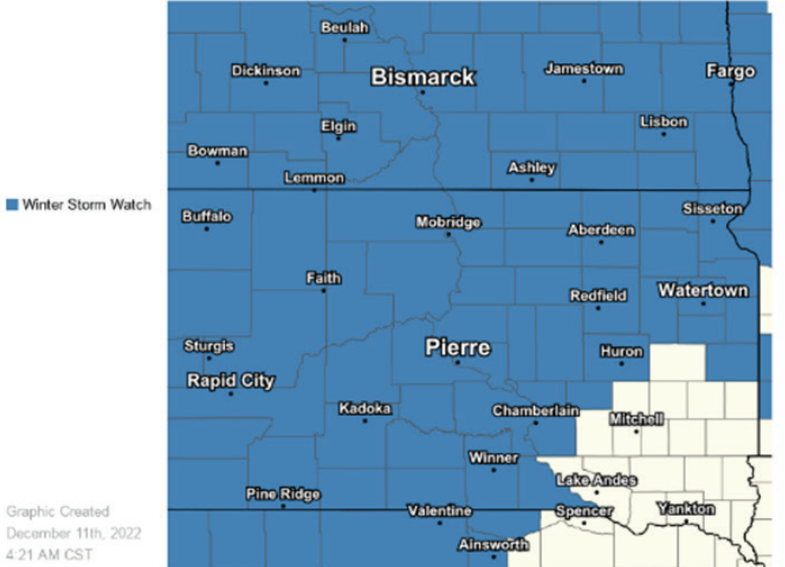 Beulah
Dickinson
Bismarck
Jamestown
Fargo
Elgin
Lisbon
Bowman
Ashley
Lemmon
Winter Storm Watch
Buffalo
Mobridge
Sisseton
Aberdeen
Faith
Redfield
Watertown
Sturgis
Pierre
Huron
Rapid City
Kadoka
Chamberlain
Mitchell
Winner
Lake Andes
Pine Ridge
Valentine
Spencer
Yankton
Ainsworth
Graphic Created
December 11th, 2022
4:21 AM CST